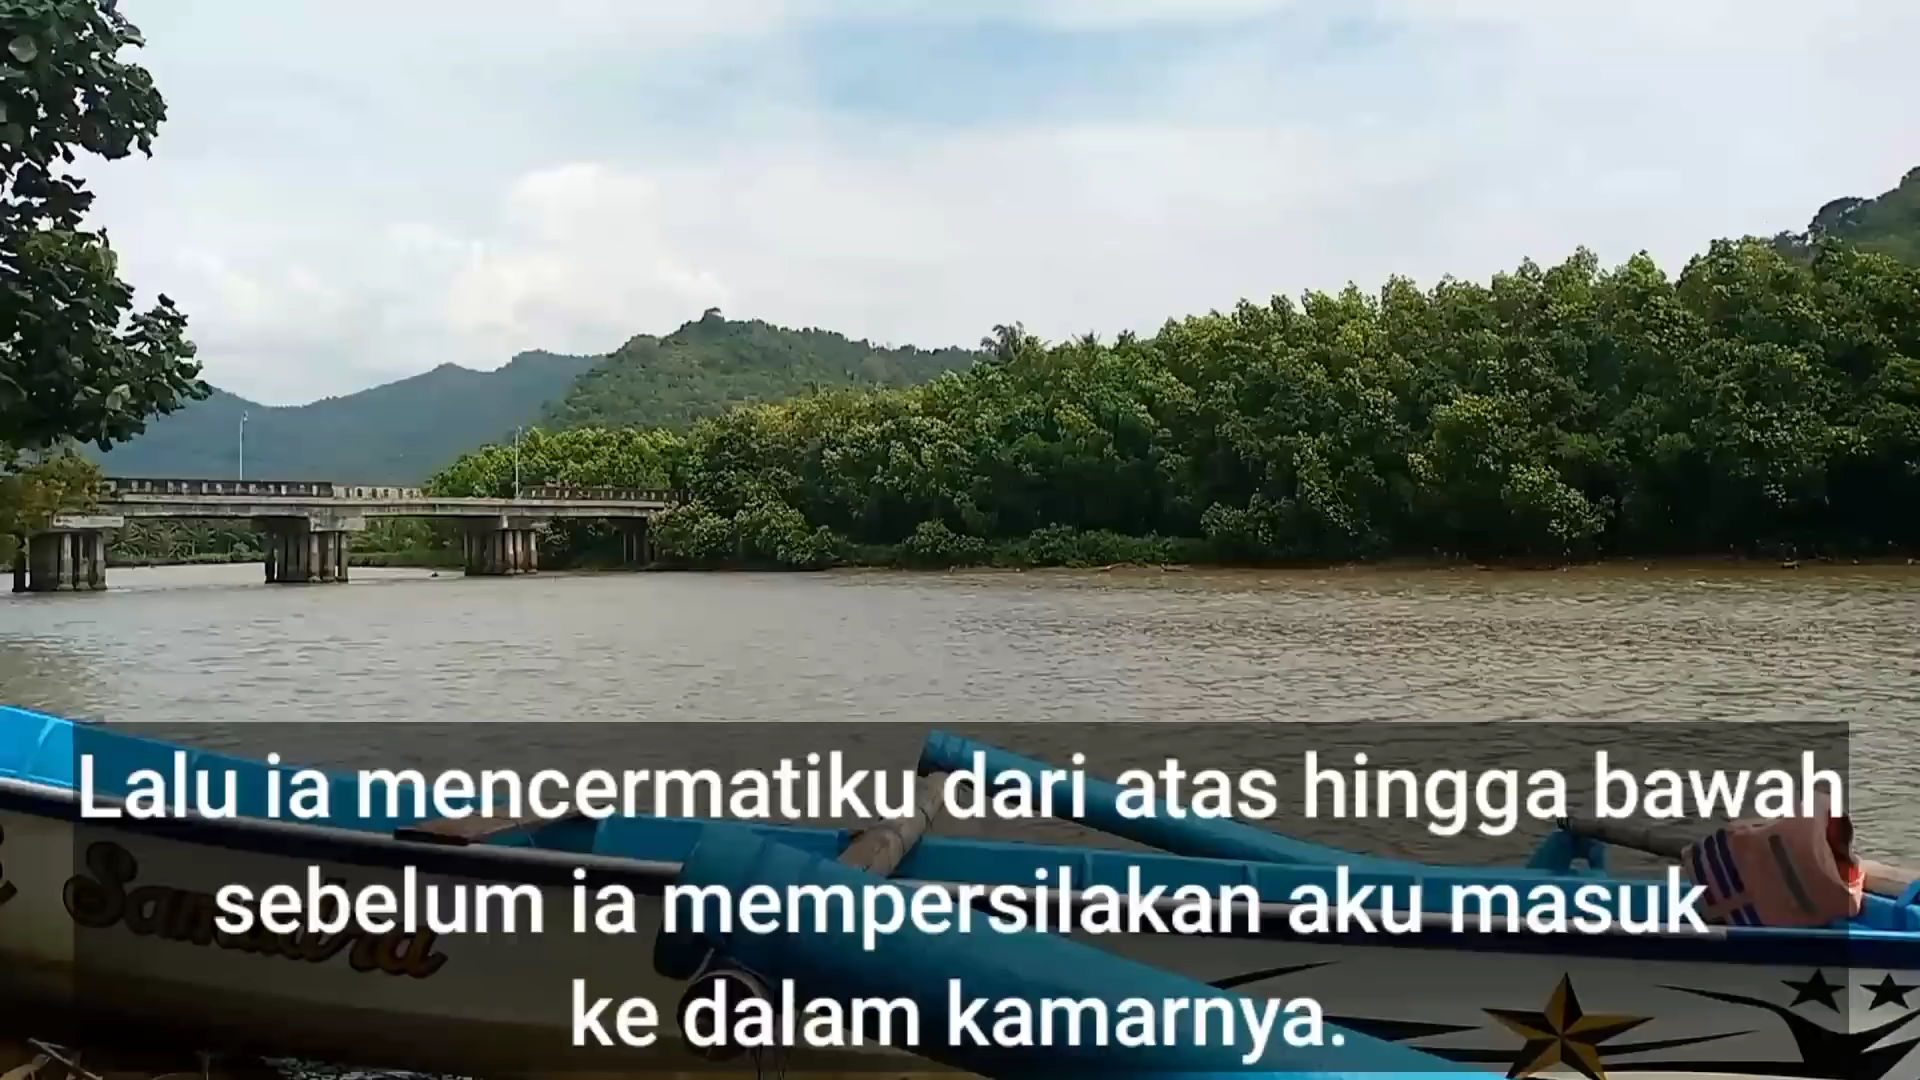 Lalu ia mencermatiku dari atas hingga bawah
sebelum ia mempersilakan aku masuk
ke dalam kamarnya.